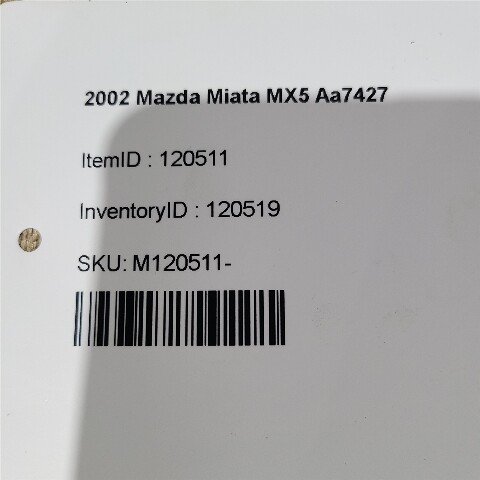 2002 Mazda Miata MX5 Aa7427
ItemID : 120511
InventoryID : 120519
SKU: M120511-